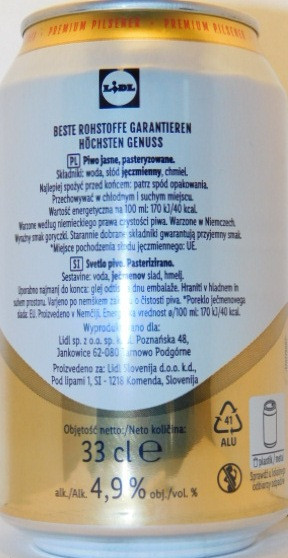 PREMIUM PILSENER PREMIUM PILSENER
LIDL
BESTE ROHSTOFFE GARANTIEREN
HÖCHSTEN GENUSS
PL Piwo jasne, pasteryzowane.
Składniki: woda, słód jęczmienny, chmiel.
Najlepiej spożyć przed końcem: patrz spód opakowania.
Przechowywać w chłodnym i suchym miejscu.
Wartość energetyczna na 100 ml: 170 kJ/40 kcal.
Warzone według niemieckiego prawa czystości piwa. Warzone w Niemczech.
Wyraźny smak goryczki. Starannie dobrane składniki gwarantują przyjemny smak.
*Miejsce pochodzenia słodu jęczmiennego: UE.
SI Svetlo pivo. Pasterizirano.
Sestavine: voda, ječmenov slad, hmelj.
Uporabno najmanj do konca: glej odtis na dnu embalaže. Hraniti v hladnem in
suhem prostoru. Varjeno po nemškem o čistosti piva. *Poreklo ječmenovega
slada: EU. Proizvedeno v Nemčiji. vrednost ø/100 ml: 170 kJ/40 kcal.
Wyprodukowano dla:
Lidl sp. z o.o. sp. k., ul. Poznańska 48,
Jankowice 62-080 Tarnowo Podgórne
Proizvedeno za: Lidl Slovenija d.o.o. k.d.,
Pod lipami 1, SI - 1218 Komenda, Slovenija
Objętość netto:/Neto količina:
33 cl e
alk./Alk. 4,9 % obj./vol. %
41
ALU